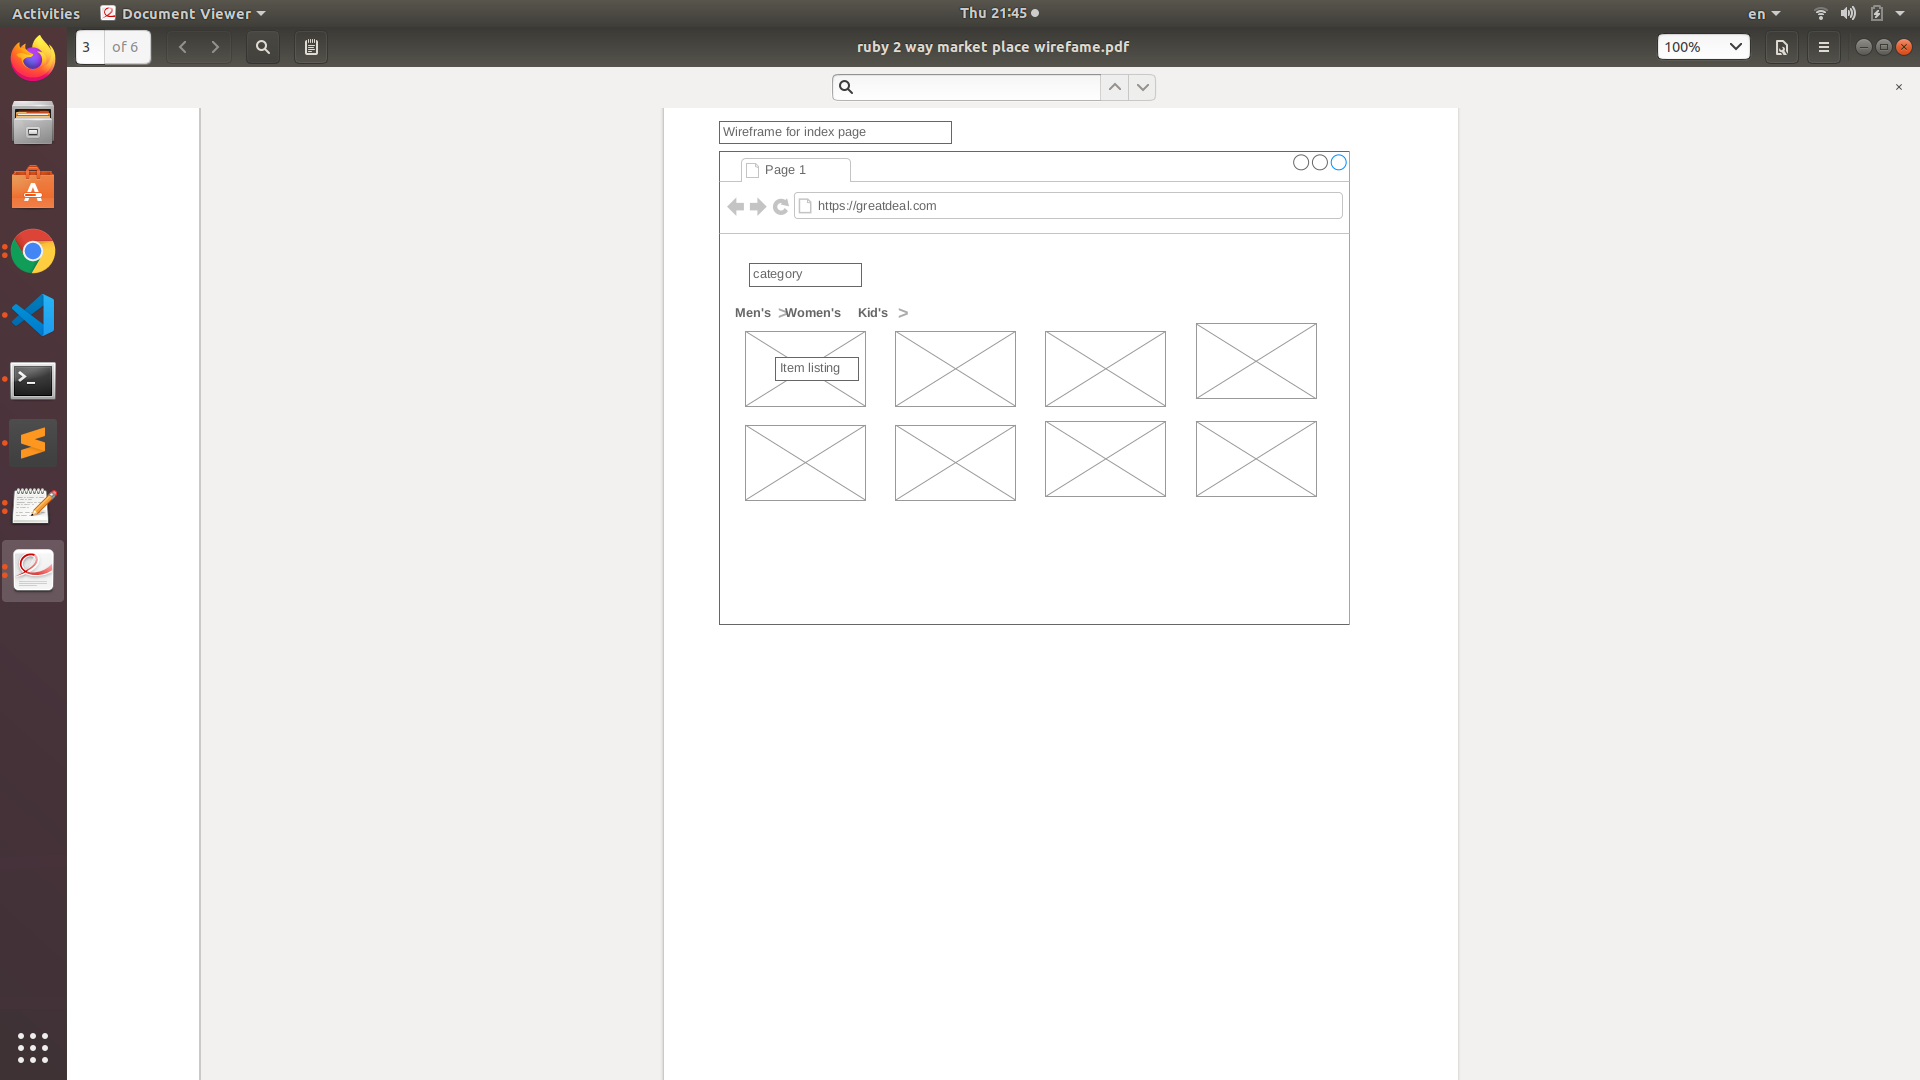 Activities Document Viewer Thu 21:45 en
3 of 6 ruby 2 way market place wirefame.pdf 100%
Wireframe for index page
Page 1
https://greatdeal.com
category
Men's > Women's Kid's >
Item listing